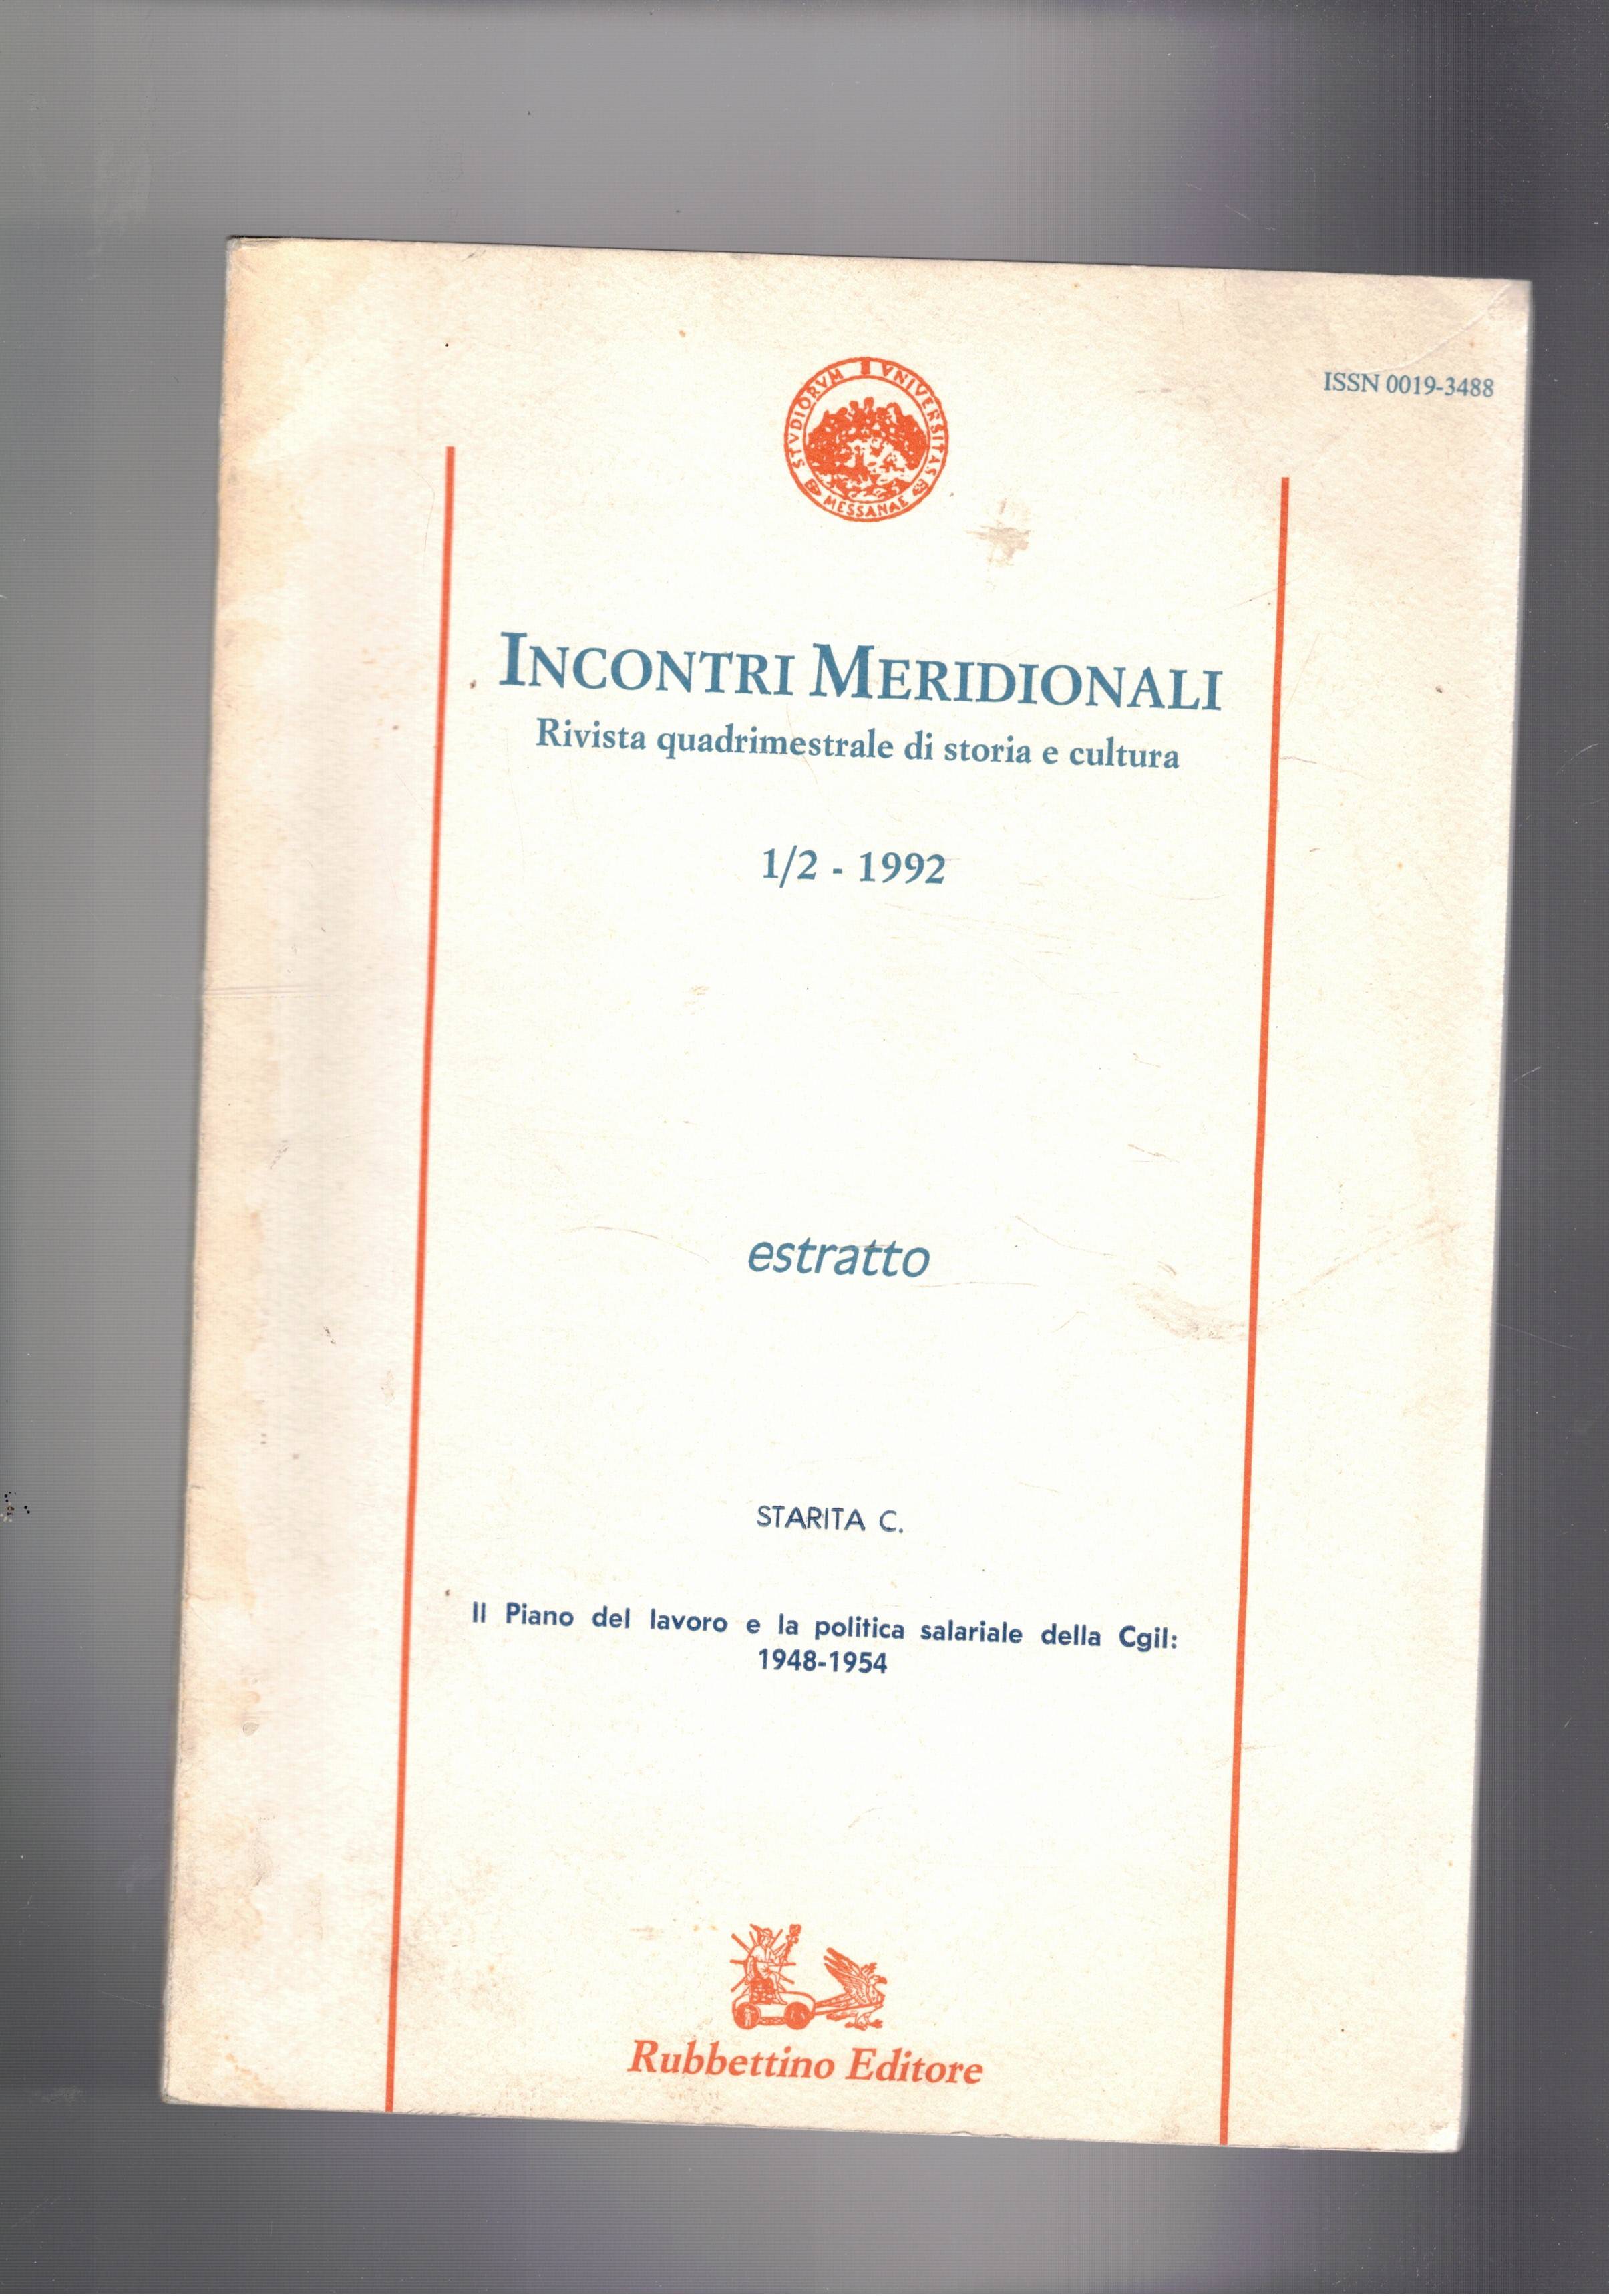 ISSN 0019-3488
STVDIORVM VNIVERSITAS
MESSANAE
INCONTRI MERIDIONALI
Rivista quadrimestrale di storia e cultura
1/2 - 1992
estratto
STARITA C.
Il Piano del lavoro e la politica salariale della Cgil:
1948-1954
Rubbettino Editore